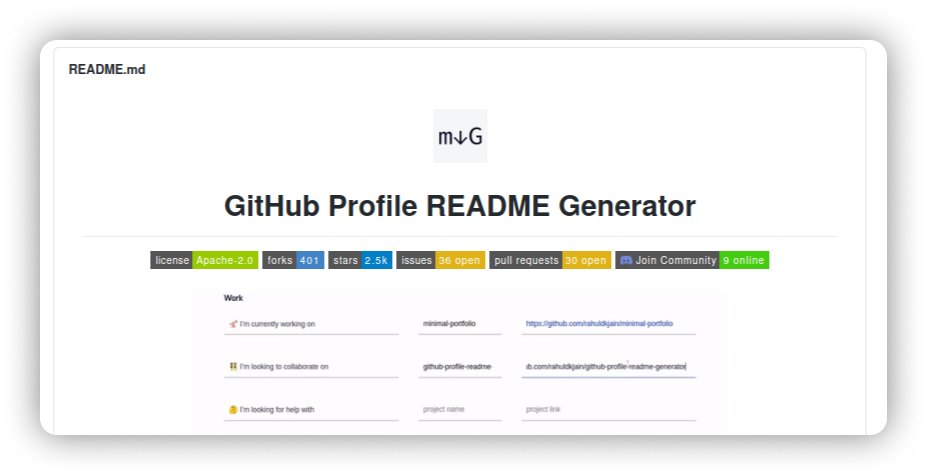 README.md
m↓G
GitHub Profile README Generator
license Apache-2.0 forks 401 stars 2.5k issues 36 open pull requests 30 open Join Community 9 online
Work
I'm currently working on minimal-portfolio https://github.com/rahuldkjain/minimal-portfolio
I'm looking to collaborate on github-profile-readme- ub.com/rahuldkjain/github-profile-readme-generator
I'm looking for help with project name project link